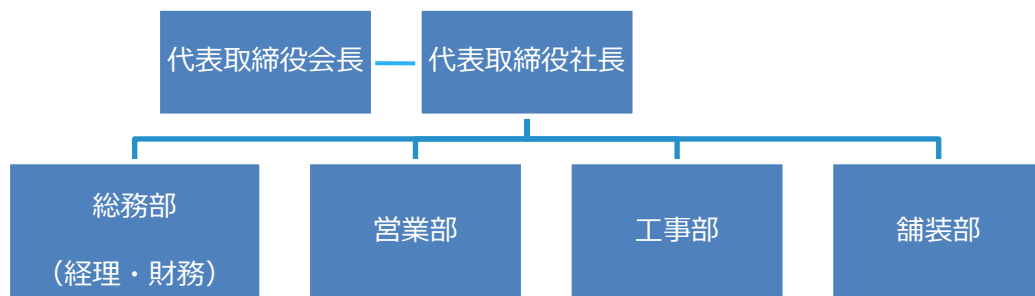 代表取締役会長
代表取締役社長
総務部
（経理・財務）
営業部
工事部
舗装部